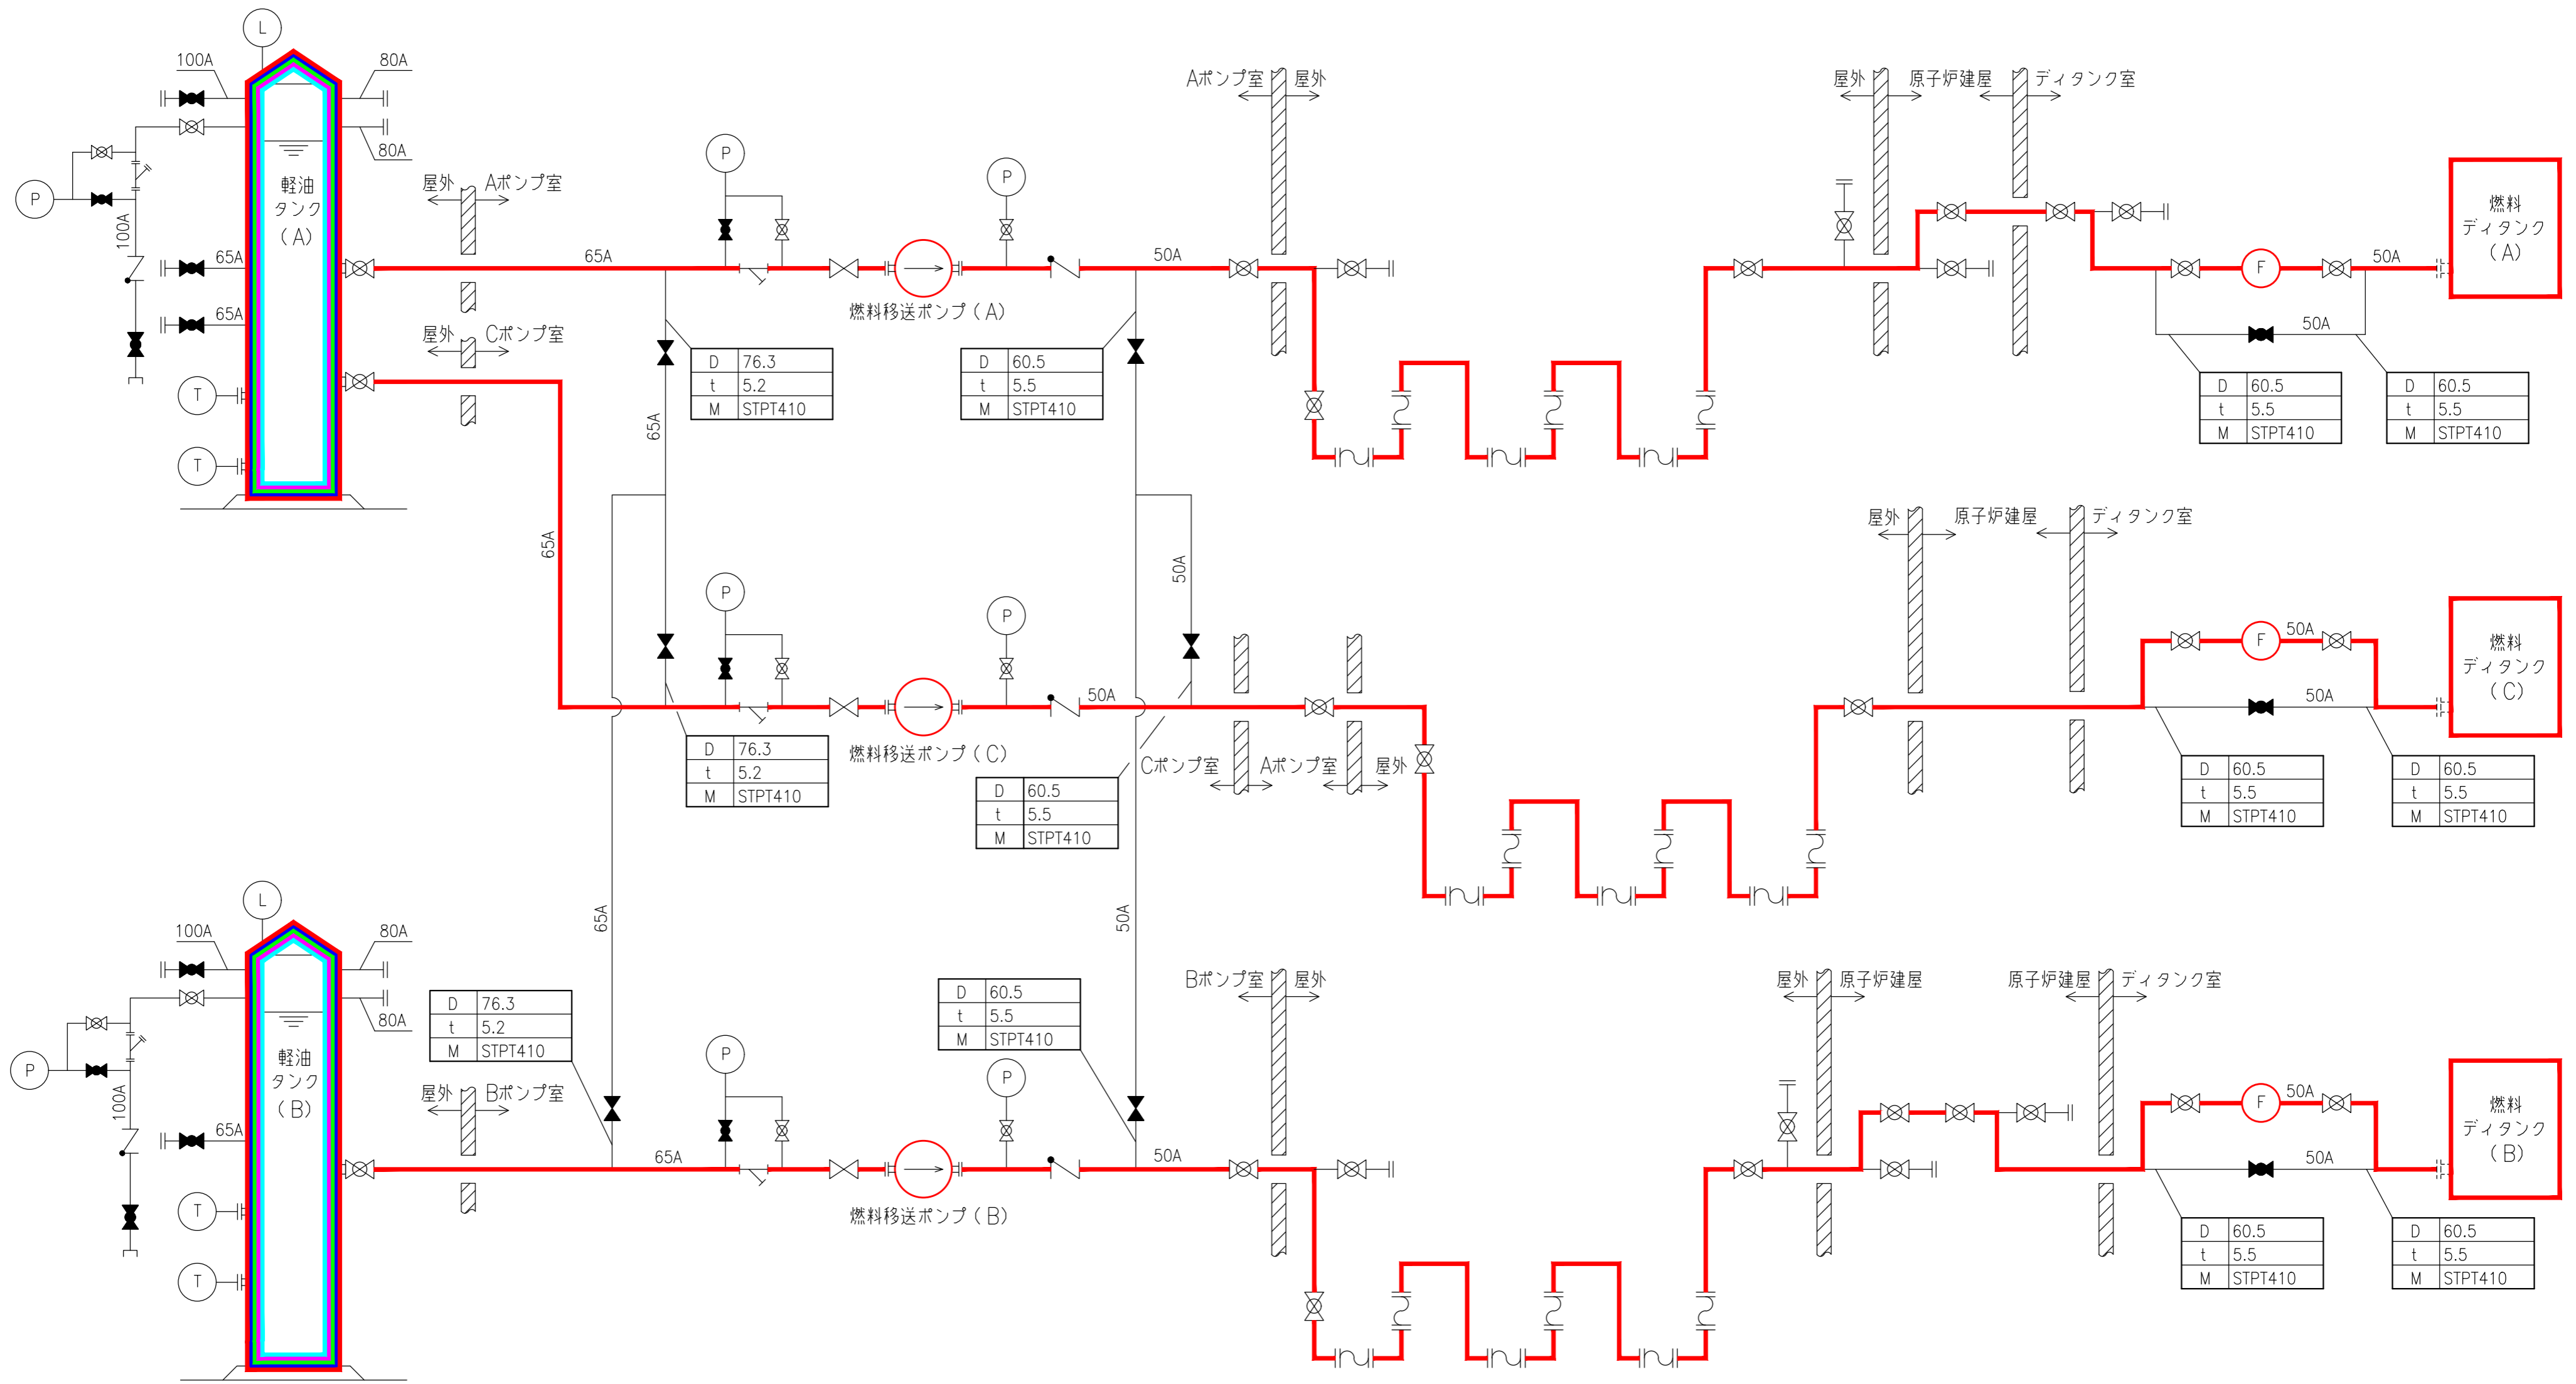 L
100A
80A
80A
P
100A
軽油
タンク
(A)
65A
65A
T
T
屋外
Aポンプ室
屋外
Cポンプ室
65A
P
P
燃料移送ポンプ(A)
50A
Aポンプ室
屋外
屋外
原子炉建屋
ディタンク室
F
50A
50A
燃料
ディタンク
(A)
D 76.3
t 5.2
M STPT410
D 60.5
t 5.5
M STPT410
D 60.5
t 5.5
M STPT410
D 60.5
t 5.5
M STPT410
65A
65A
50A
P
P
燃料移送ポンプ(C)
50A
D 76.3
t 5.2
M STPT410
D 60.5
t 5.5
M STPT410
Cポンプ室
Aポンプ室
屋外
屋外
原子炉建屋
ディタンク室
F
50A
50A
燃料
ディタンク
(C)
D 60.5
t 5.5
M STPT410
D 60.5
t 5.5
M STPT410
65A
50A
L
100A
80A
80A
P
100A
軽油
タンク
(B)
65A
T
T
D 76.3
t 5.2
M STPT410
屋外
Bポンプ室
65A
P
D 60.5
t 5.5
M STPT410
P
燃料移送ポンプ(B)
50A
Bポンプ室
屋外
屋外
原子炉建屋
原子炉建屋
ディタンク室
F
50A
50A
燃料
ディタンク
(B)
D 60.5
t 5.5
M STPT410
D 60.5
t 5.5
M STPT410